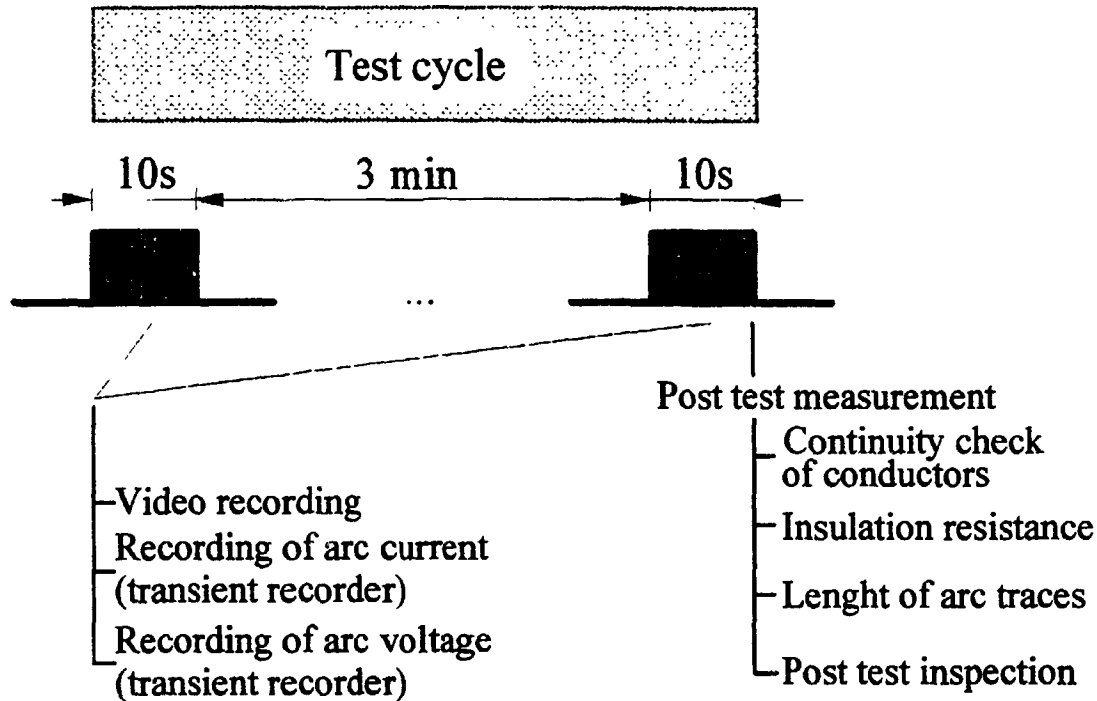 Test cycle
10s
3 min
10s
...
Post test measurement
Continuity check
of conductors
Insulation resistance
Lenght of arc traces
Post test inspection
Video recording
Recording of arc current
(transient recorder)
Recording of arc voltage
(transient recorder)